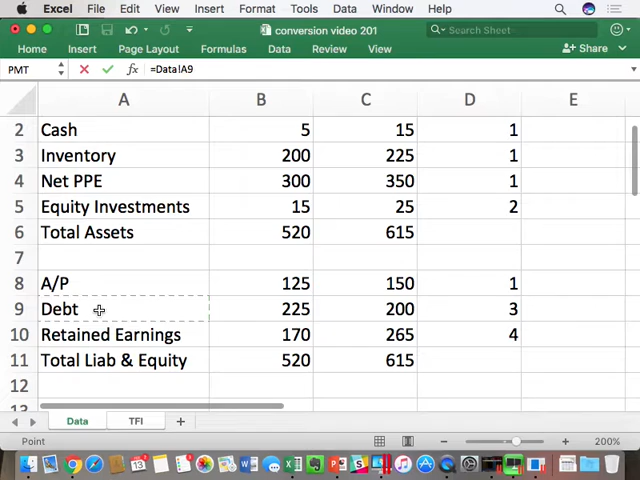 Excel File Edit View Insert Format Tools Data Window Help
conversion video 201
Search Sheet
Home Insert Page Layout Formulas Data Review View Share
PMT fx =Data!A9
A B C D E
2 Cash 5 15 1
3 Inventory 200 225 1
4 Net PPE 300 350 1
5 Equity Investments 15 25 2
6 Total Assets 520 615
7
8 A/P 125 150 1
9 Debt 225 200 3
10 Retained Earnings 170 265 4
11 Total Liab & Equity 520 615
12
13
Data TFI
Point 200%
13